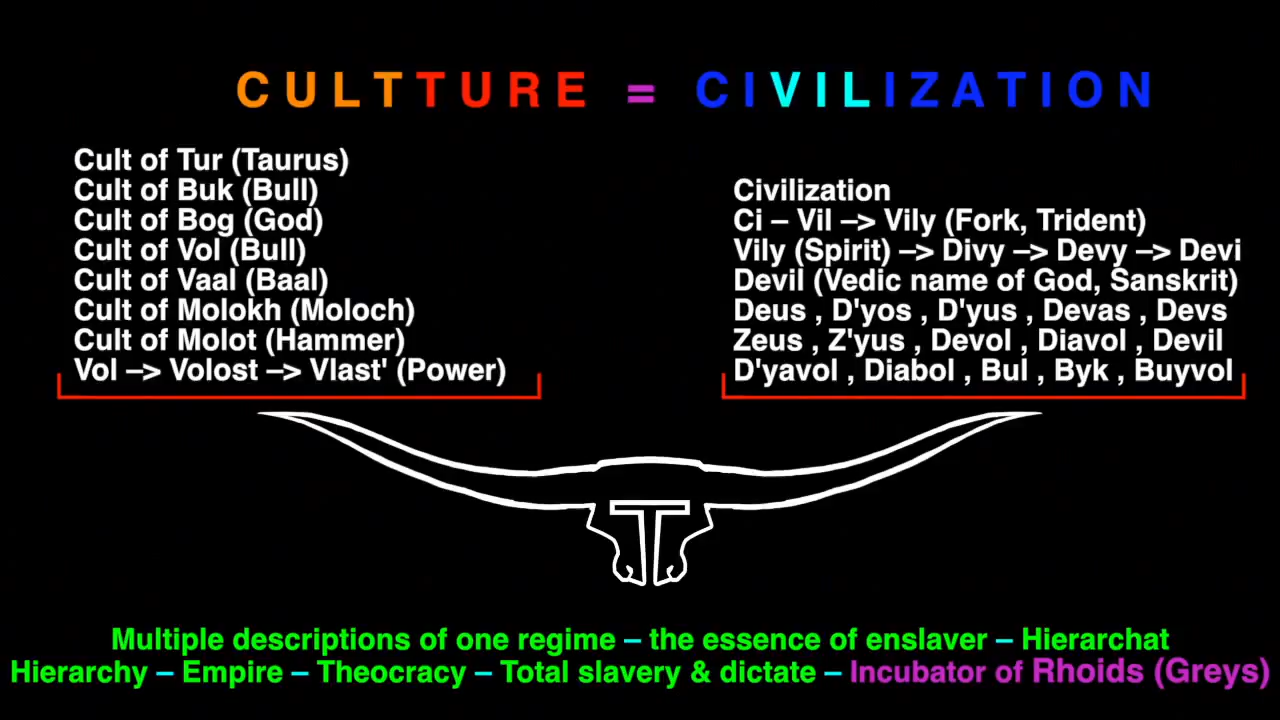 CULTTURE = CIVILIZATION
Cult of Tur (Taurus)
Cult of Buk (Bull)
Cult of Bog (God)
Cult of Vol (Bull)
Cult of Vaal (Baal)
Cult of Molokh (Moloch)
Cult of Molot (Hammer)
Vol –> Volost –> Vlast' (Power)
Civilization
Ci – Vil –> Vily (Fork, Trident)
Vily (Spirit) –> Divy –> Devy –> Devi
Devil (Vedic name of God, Sanskrit)
Deus , D'yos , D'yus , Devas , Devs
Zeus , Z'yus , Devol , Diavol , Devil
D'yavol , Diabol , Bul , Byk , Buyvol
T
Multiple descriptions of one regime – the essence of enslaver – Hierarchat
Hierarchy – Empire – Theocracy – Total slavery & dictate – Incubator of Rhoids (Greys)